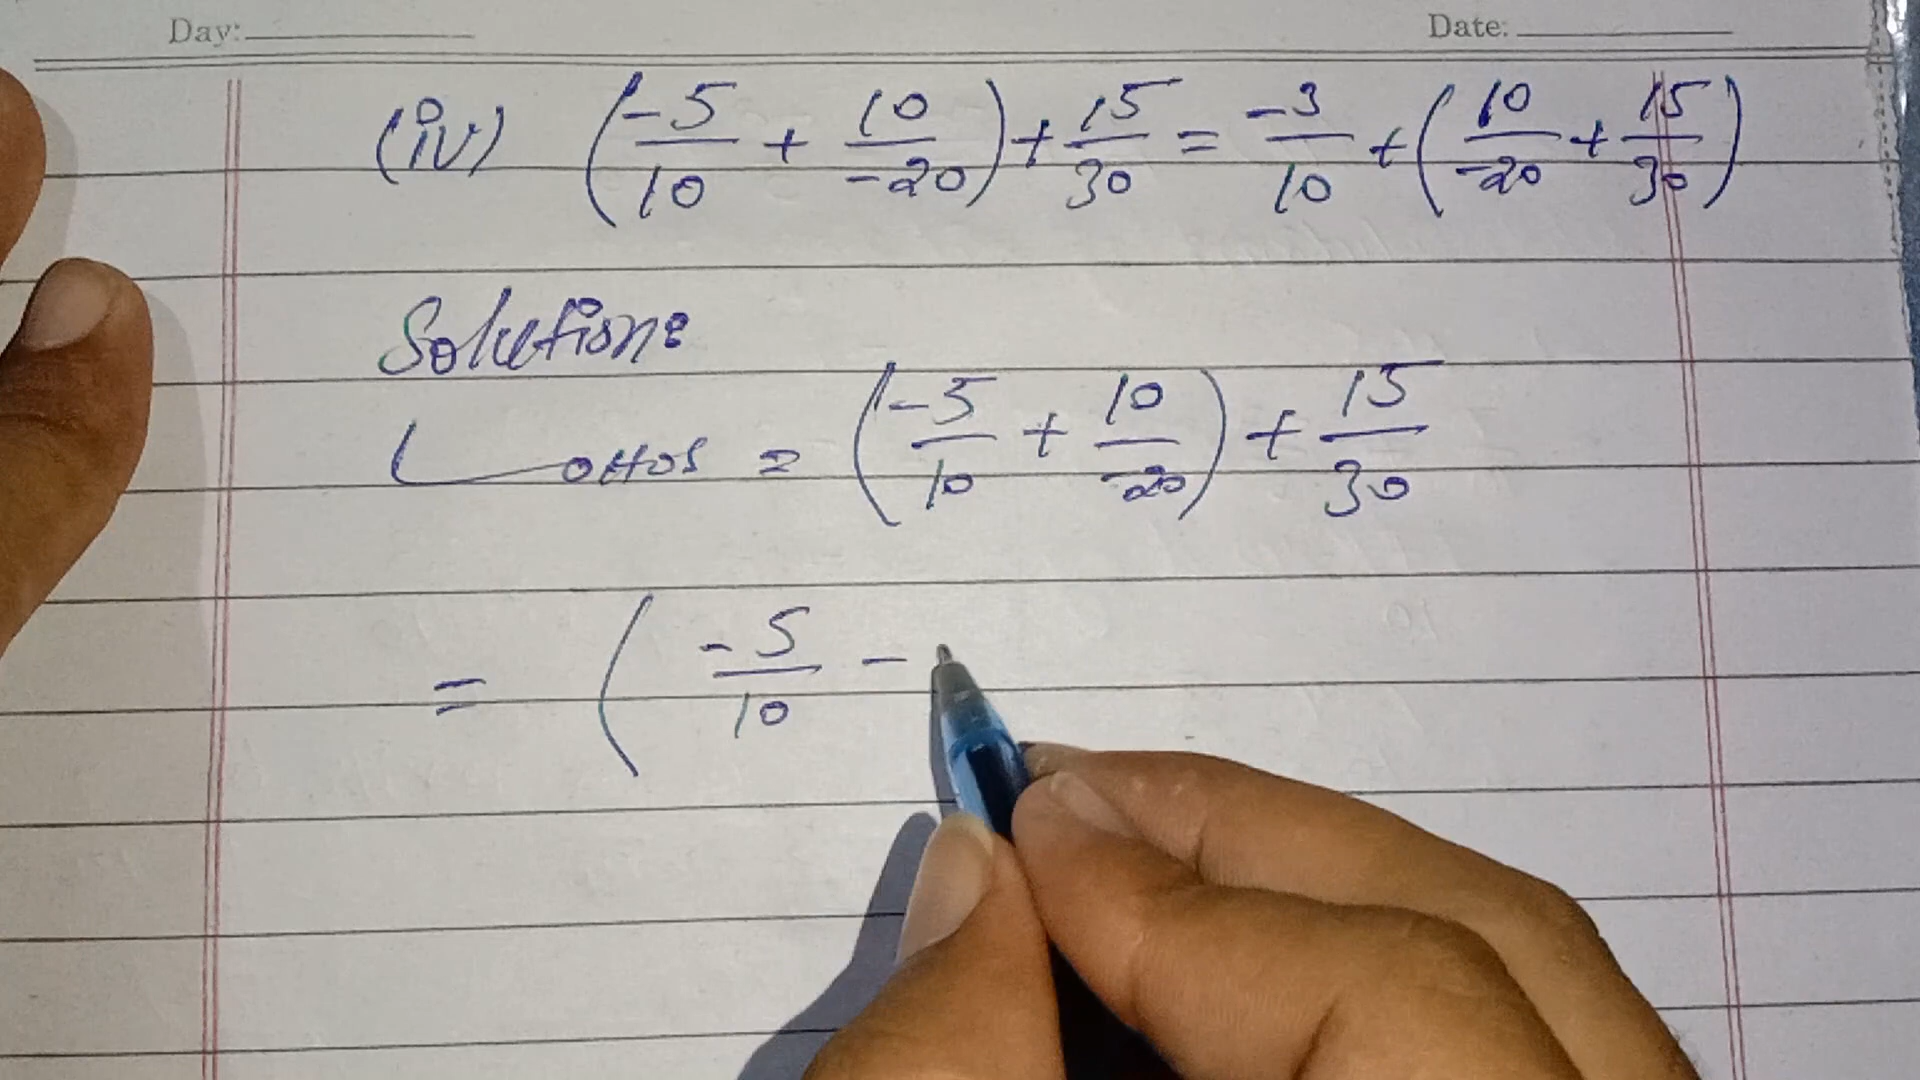 Day: Date:
(iv) (-5/10 + 10/-20) + 15/30 = -3/10 + (10/-20 + 15/30)
Solution:
L.H.S = (-5/10 + 10/-20) + 15/30
= ( -5/10 -